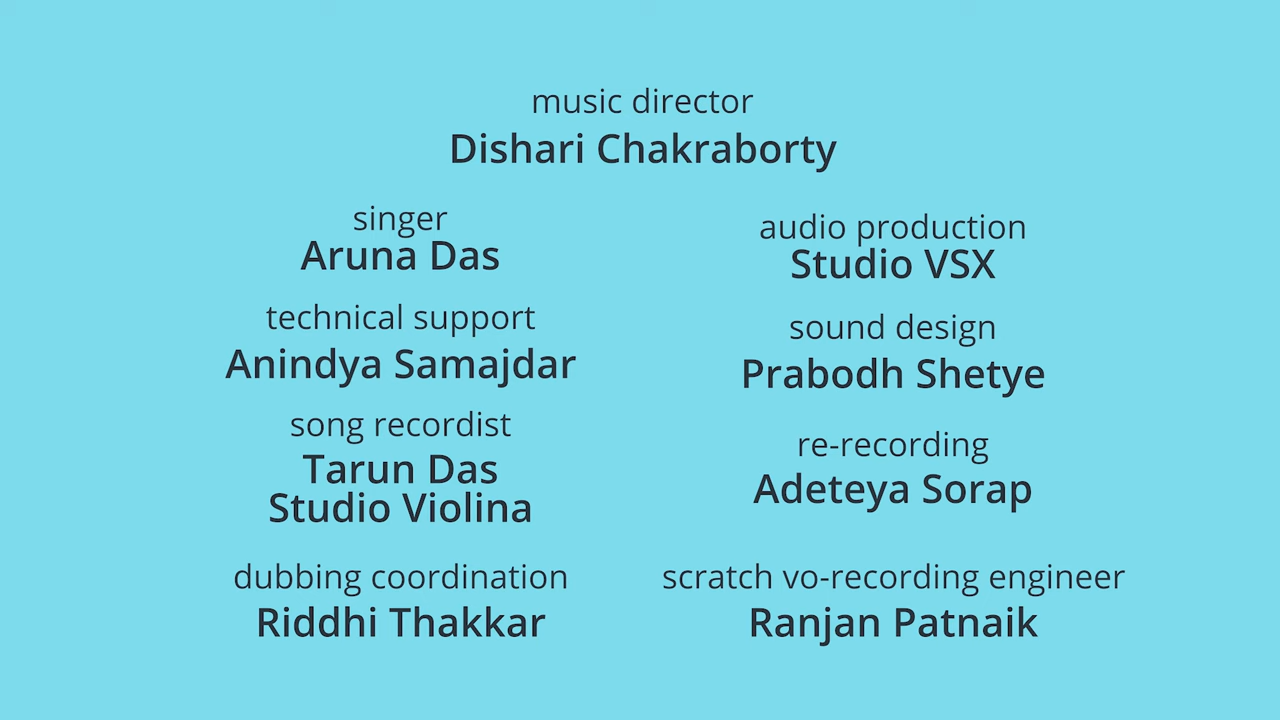 music director
Dishari Chakraborty
singer
Aruna Das
technical support
Anindya Samajdar
song recordist
Tarun Das
Studio Violina
dubbing coordination
Riddhi Thakkar
audio production
Studio VSX
sound design
Prabodh Shetye
re-recording
Adeteya Sorap
scratch vo-recording engineer
Ranjan Patnaik